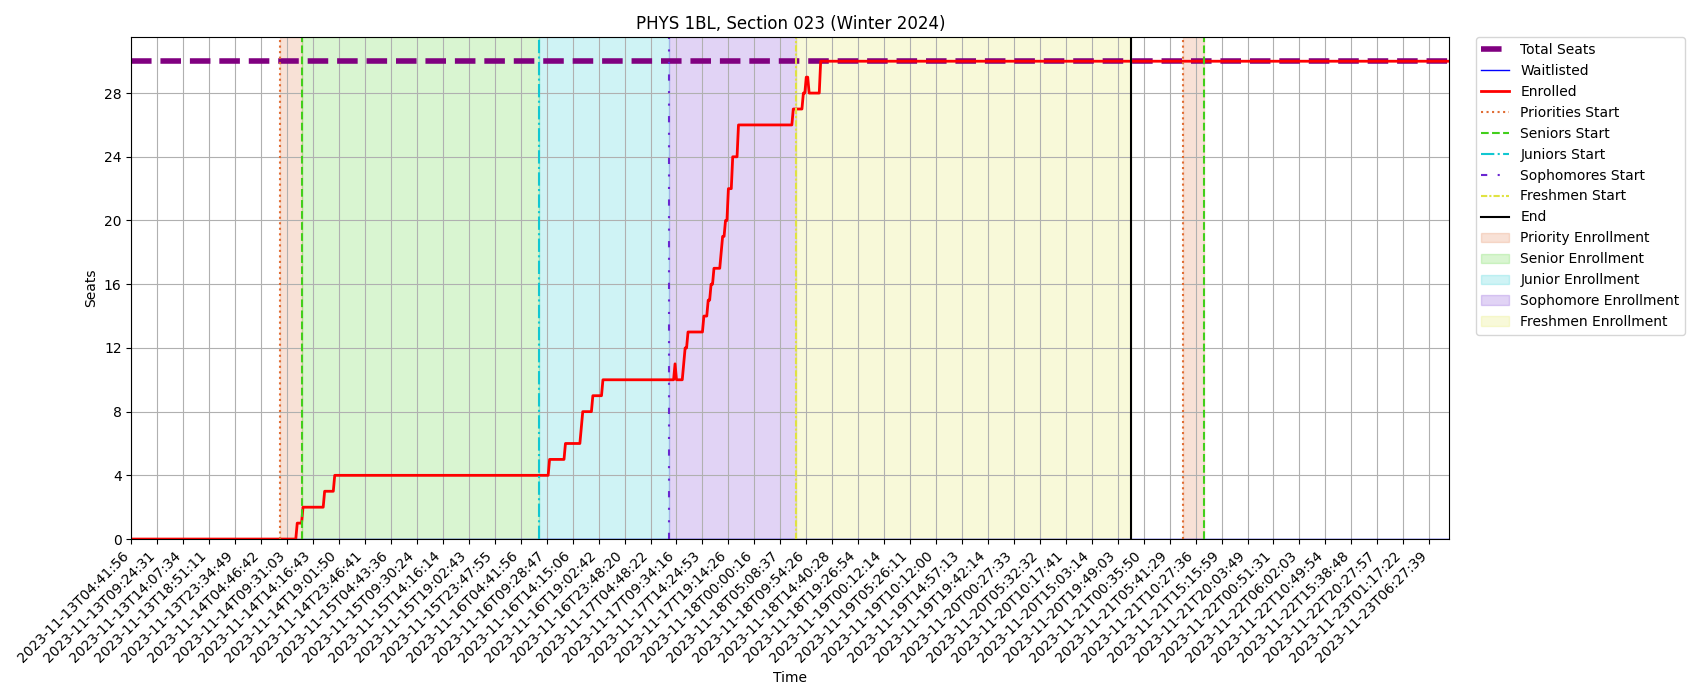 PHYS 1BL, Section 023 (Winter 2024)
Seats
28
24
20
16
12
8
4
0
2023-11-13T04:41:56
2023-11-13T09:24:31
2023-11-13T14:07:34
2023-11-13T18:51:11
2023-11-13T23:34:49
2023-11-14T04:46:42
2023-11-14T09:31:03
2023-11-14T14:16:43
2023-11-14T19:01:50
2023-11-14T23:46:41
2023-11-15T04:43:36
2023-11-15T09:30:24
2023-11-15T14:16:14
2023-11-15T19:02:43
2023-11-15T23:47:55
2023-11-16T04:41:56
2023-11-16T09:28:47
2023-11-16T14:15:06
2023-11-16T19:02:42
2023-11-16T23:48:20
2023-11-17T04:48:22
2023-11-17T09:34:16
2023-11-17T14:24:53
2023-11-17T19:14:26
2023-11-18T00:00:16
2023-11-18T05:08:37
2023-11-18T09:54:26
2023-11-18T14:40:28
2023-11-18T19:26:54
2023-11-19T00:12:14
2023-11-19T05:26:11
2023-11-19T10:12:00
2023-11-19T14:57:13
2023-11-19T19:42:14
2023-11-20T00:27:33
2023-11-20T05:32:32
2023-11-20T10:17:41
2023-11-20T15:03:14
2023-11-20T19:49:03
2023-11-21T00:35:50
2023-11-21T05:41:29
2023-11-21T10:27:36
2023-11-21T15:15:59
2023-11-21T20:03:49
2023-11-22T00:51:31
2023-11-22T06:02:03
2023-11-22T10:49:54
2023-11-22T15:38:48
2023-11-22T20:27:57
2023-11-23T01:17:22
2023-11-23T06:27:39
Time
Total Seats
Waitlisted
Enrolled
Priorities Start
Seniors Start
Juniors Start
Sophomores Start
Freshmen Start
End
Priority Enrollment
Senior Enrollment
Junior Enrollment
Sophomore Enrollment
Freshmen Enrollment